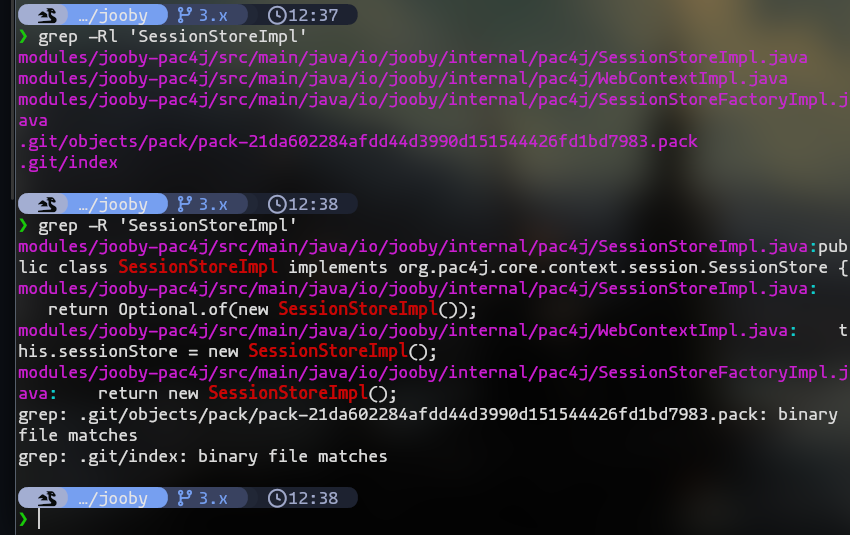 …/jooby 3.x 12:37
❯ grep -Rl 'SessionStoreImpl'
modules/jooby-pac4j/src/main/java/io/jooby/internal/pac4j/SessionStoreImpl.java
modules/jooby-pac4j/src/main/java/io/jooby/internal/pac4j/WebContextImpl.java
modules/jooby-pac4j/src/main/java/io/jooby/internal/pac4j/SessionStoreFactoryImpl.j
ava
.git/objects/pack/pack-21da602284afdd44d3990d151544426fd1bd7983.pack
.git/index
…/jooby 3.x 12:38
❯ grep -R 'SessionStoreImpl'
modules/jooby-pac4j/src/main/java/io/jooby/internal/pac4j/SessionStoreImpl.java:pub
lic class SessionStoreImpl implements org.pac4j.core.context.session.SessionStore {
modules/jooby-pac4j/src/main/java/io/jooby/internal/pac4j/SessionStoreImpl.java:
   return Optional.of(new SessionStoreImpl());
modules/jooby-pac4j/src/main/java/io/jooby/internal/pac4j/WebContextImpl.java:    t
his.sessionStore = new SessionStoreImpl();
modules/jooby-pac4j/src/main/java/io/jooby/internal/pac4j/SessionStoreFactoryImpl.j
ava:    return new SessionStoreImpl();
grep: .git/objects/pack/pack-21da602284afdd44d3990d151544426fd1bd7983.pack: binary
file matches
grep: .git/index: binary file matches
…/jooby 3.x 12:38
❯